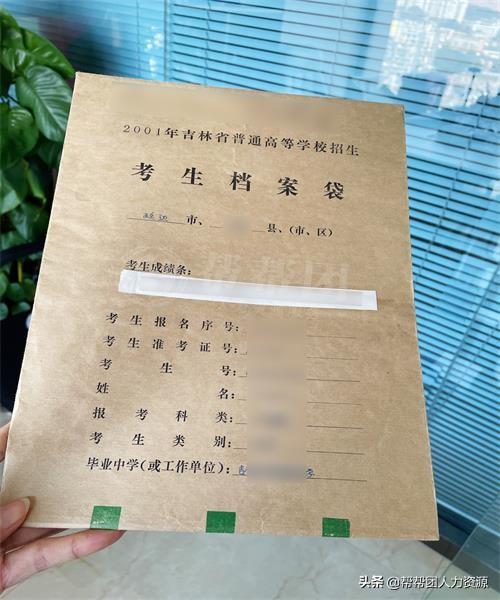 2001年吉林省普通高等学校招生
考生档案袋
延边市、 县、(市、区)
考生成绩条:
考生报名序号:
考生准考证号:
考生号:
姓名:
报考科类:
考生类别:
毕业中学(或工作单位):
头条 @帮帮团人力资源